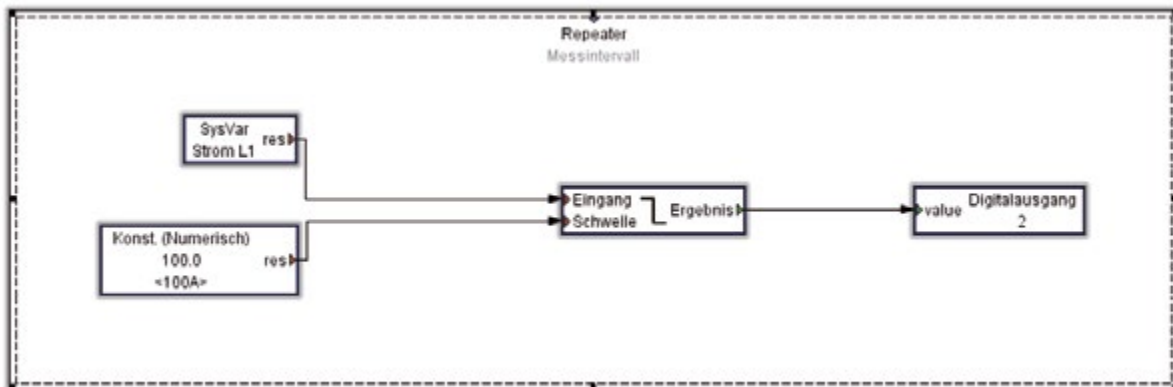 Repeater
Messintervall
SysVar
res
Strom L1
Eingang
Schwelle
Ergebnis
value
Digitalausgang
2
Konst. (Numerisch)
100.0
res
<100A>